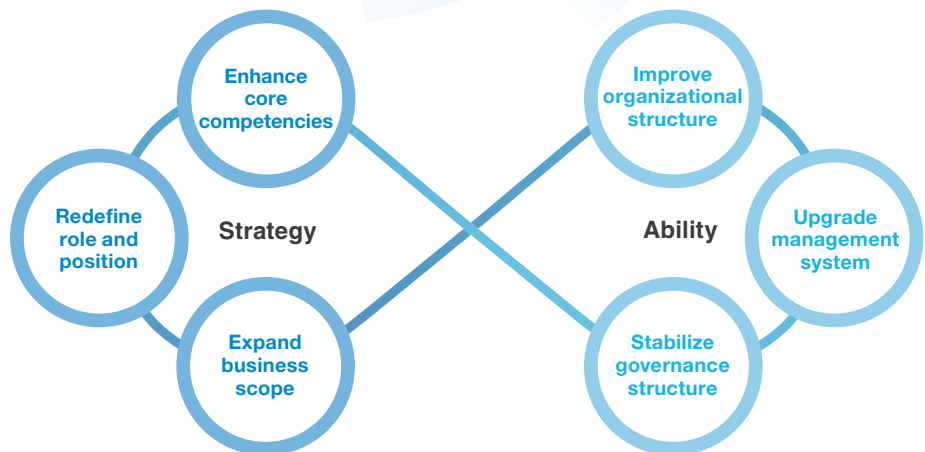 Enhance
core
competencies
Redefine
role and
position
Strategy
Expand
business
scope
Improve
organizational
structure
Ability
Upgrade
management
system
Stabilize
governance
structure